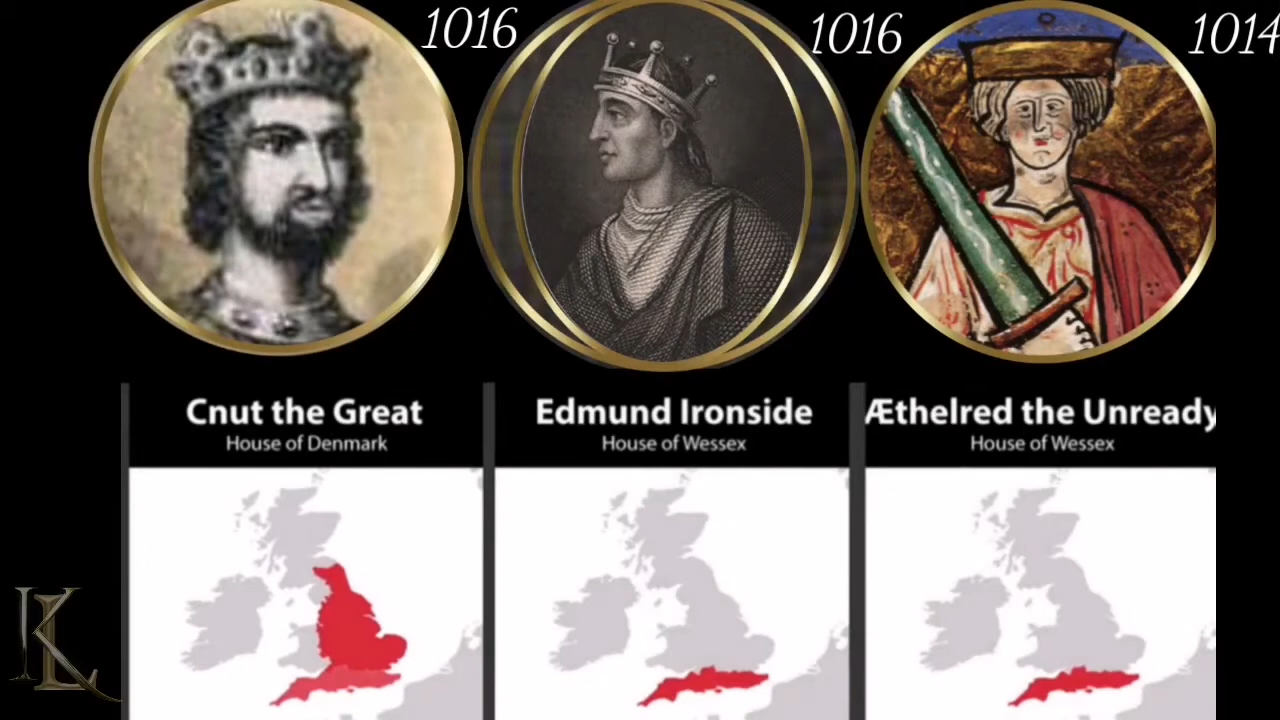 1016
1016
1014
Cnut the Great
House of Denmark
Edmund Ironside
House of Wessex
Æthelred the Unready
House of Wessex
KL